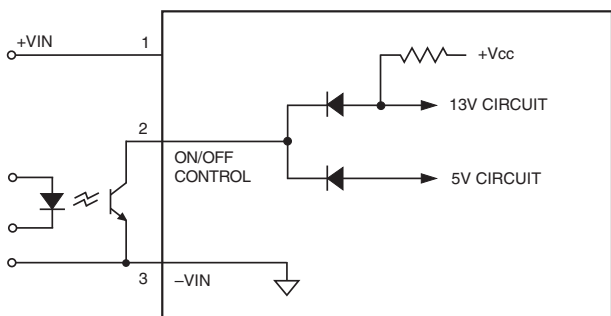 +VIN
1
+Vcc
13V CIRCUIT
2
ON/OFF
CONTROL
5V CIRCUIT
3
–VIN